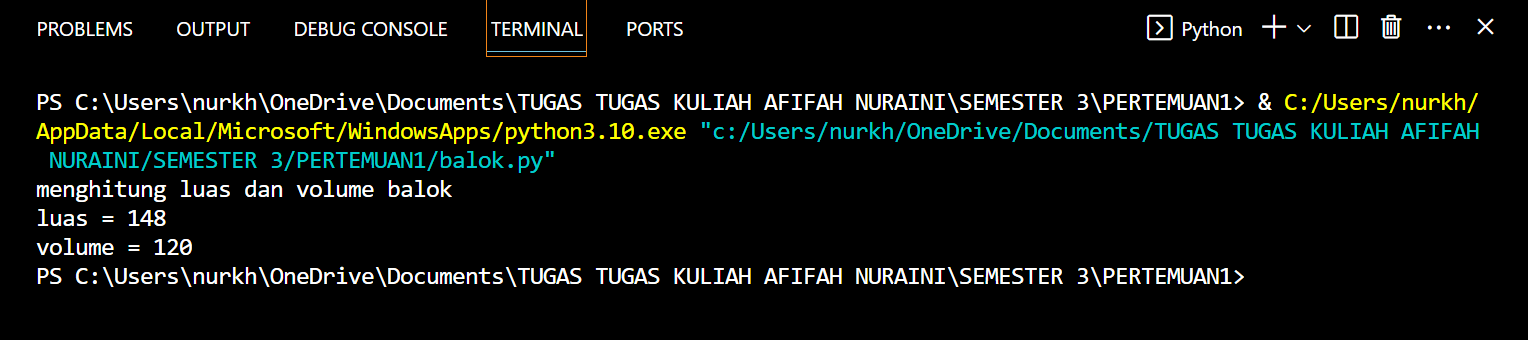 PROBLEMS OUTPUT DEBUG CONSOLE TERMINAL PORTS Python
PS C:\Users\nurkh\OneDrive\Documents\TUGAS TUGAS KULIAH AFIFAH NURAINI\SEMESTER 3\PERTEMUAN1> & C:/Users/nurkh/
AppData/Local/Microsoft/WindowsApps/python3.10.exe "c:/Users/nurkh/OneDrive/Documents/TUGAS TUGAS KULIAH AFIFAH
NURAINI/SEMESTER 3/PERTEMUAN1/balok.py"
menghitung luas dan volume balok
luas = 148
volume = 120
PS C:\Users\nurkh\OneDrive\Documents\TUGAS TUGAS KULIAH AFIFAH NURAINI\SEMESTER 3\PERTEMUAN1>